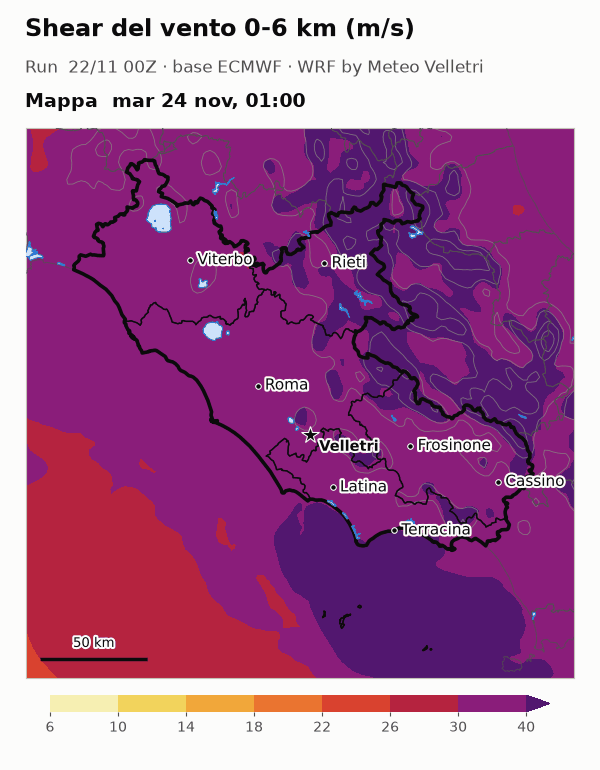 Shear del vento 0-6 km (m/s)
Run  22/11 00Z · base ECMWF · WRF by Meteo Velletri
Mappa  mar 24 nov, 01:00
Viterbo
Rieti
Roma
Velletri
Frosinone
Cassino
Latina
Terracina
50 km
6 10 14 18 22 26 30 40